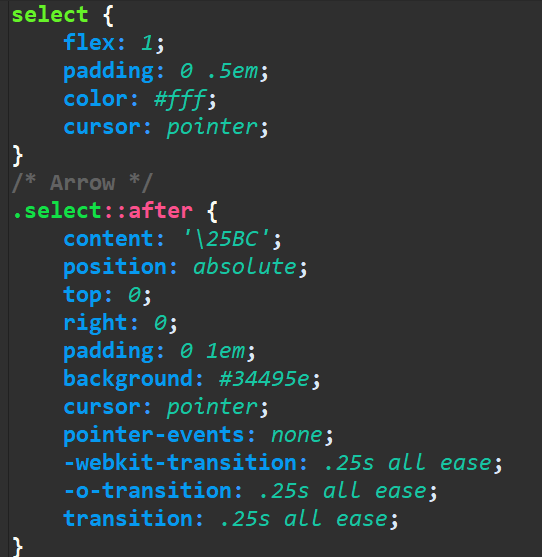 select {
    flex: 1;
    padding: 0 .5em;
    color: #fff;
    cursor: pointer;
}
/* Arrow */
.select::after {
    content: '\25BC';
    position: absolute;
    top: 0;
    right: 0;
    padding: 0 1em;
    background: #34495e;
    cursor: pointer;
    pointer-events: none;
    -webkit-transition: .25s all ease;
    -o-transition: .25s all ease;
    transition: .25s all ease;
}